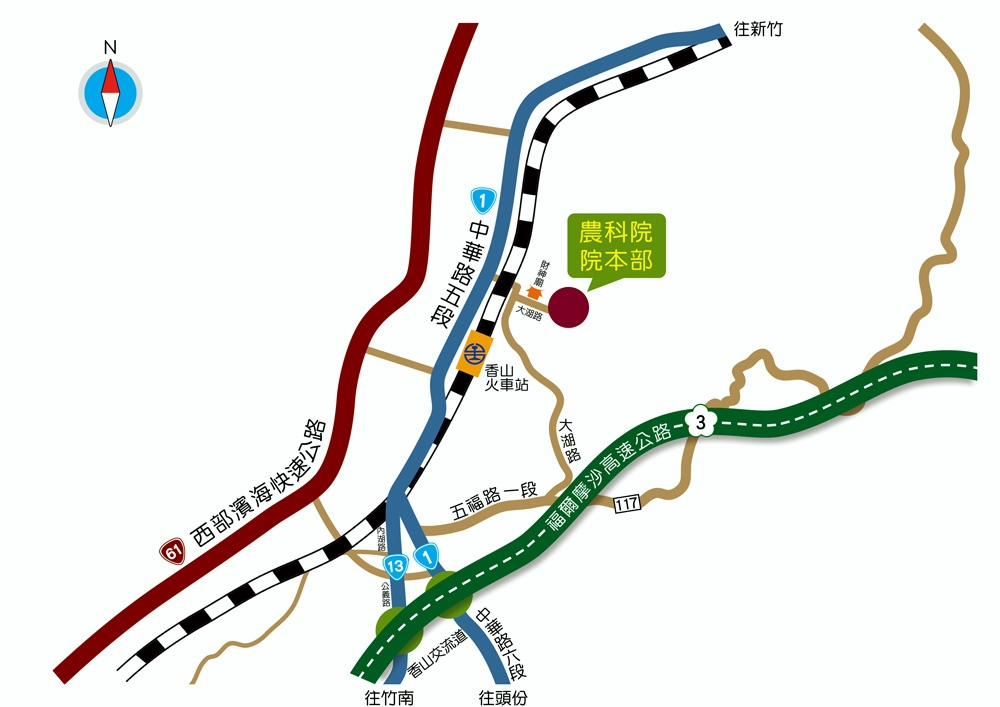 N
往新竹
1
中華路五段
農科院
院本部
財神廟
大湖路
香山
火車站
大湖路
3
福爾摩沙高速公路
西部濱海快速公路
61
五福路一段
117
內湖路
13
1
公義路
中華路六段
香山交流道
往竹南
往頭份